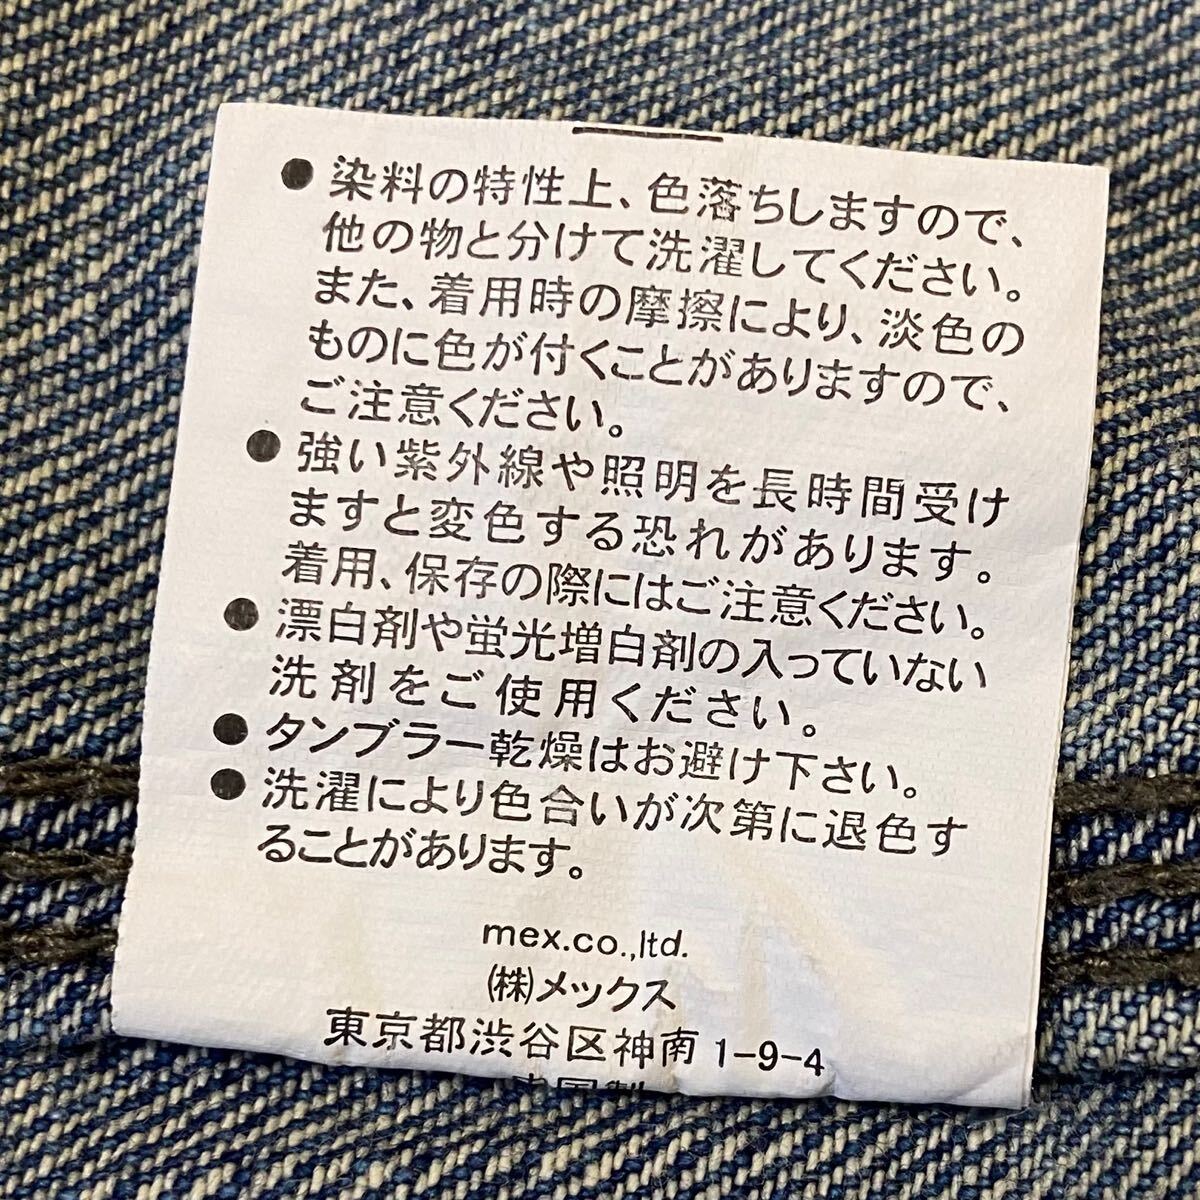 ● 染料の特性上、色落ちしますので、
他の物と分けて洗濯してください。
また、着用時の摩擦により、淡色の
ものに色が付くことがありますので、
ご注意ください。
● 強い紫外線や照明を長時間受け
ますと変色する恐れがあります。
着用、保存の際にはご注意ください。
● 漂白剤や蛍光増白剤の入っていない
洗剤をご使用ください。
● タンブラー乾燥はお避け下さい。
● 洗濯により色合いが次第に退色す
ることがあります。
mex.co.,ltd.
㈱メックス
東京都渋谷区神南 1-9-4